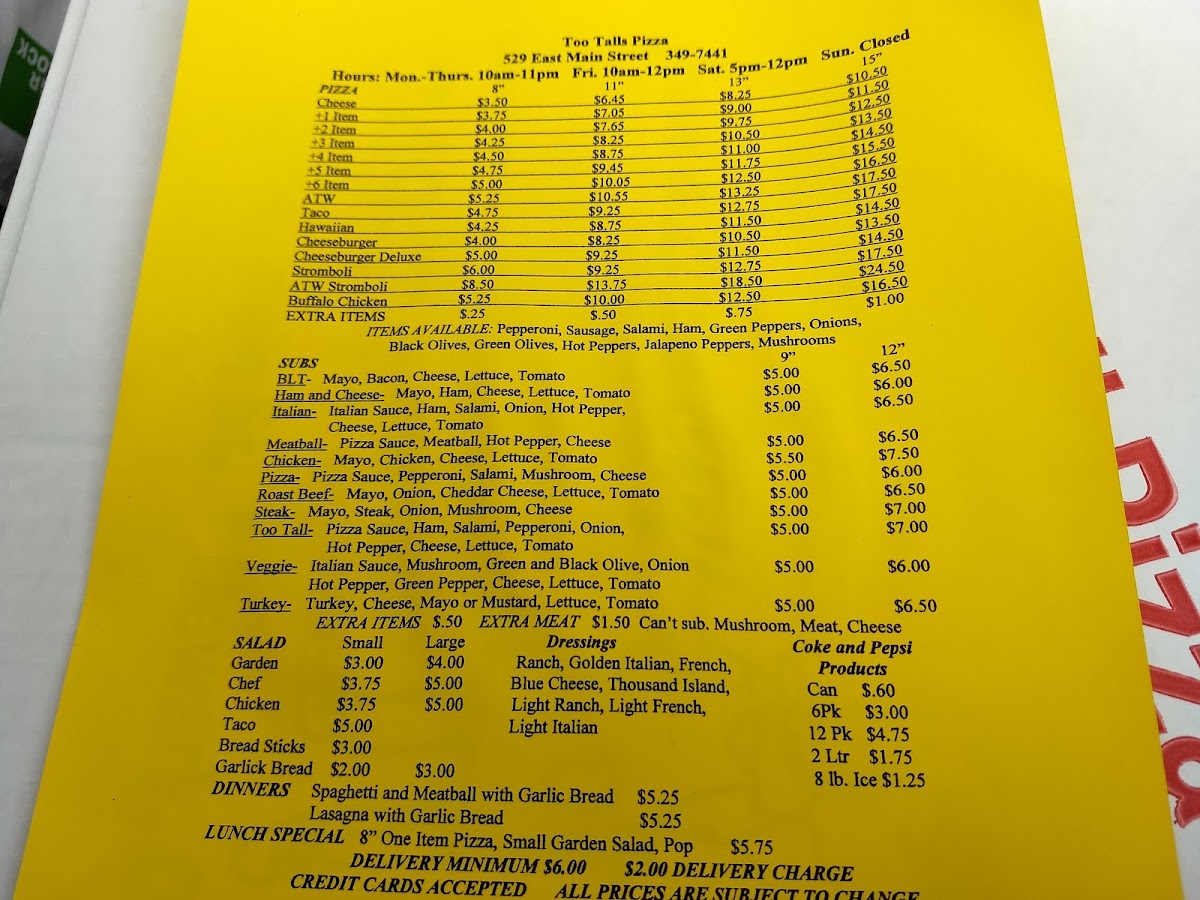 Too Talls Pizza
529 East Main Street 349-7441
Hours: Mon.-Thurs. 10am-11pm Fri. 10am-12pm Sat. 5pm-12pm Sun. Closed
PIZZA 8" 11" 13" 15"
Cheese $3.50 $6.45 $8.25 $10.50
+1 Item $3.75 $7.05 $9.00 $11.50
+2 Item $4.00 $7.65 $9.75 $12.50
+3 Item $4.25 $8.25 $10.50 $13.50
+4 Item $4.50 $8.75 $11.00 $14.50
+5 Item $4.75 $9.45 $11.75 $15.50
+6 Item $5.00 $10.05 $12.50 $16.50
ATW $5.25 $10.55 $13.25 $17.50
Taco $4.75 $9.25 $12.75 $17.50
Hawaiian $4.25 $8.75 $11.50 $14.50
Cheeseburger $4.00 $8.25 $10.50 $13.50
Cheeseburger Deluxe $5.00 $9.25 $11.50 $14.50
Stromboli $6.00 $9.25 $12.75 $17.50
ATW Stromboli $8.50 $13.75 $18.50 $24.50
Buffalo Chicken $5.25 $10.00 $12.50 $16.50
EXTRA ITEMS $.25 $.50 $.75 $1.00
ITEMS AVAILABLE: Pepperoni, Sausage, Salami, Ham, Green Peppers, Onions,
Black Olives, Green Olives, Hot Peppers, Jalapeno Peppers, Mushrooms
SUBS 9" 12"
BLT- Mayo, Bacon, Cheese, Lettuce, Tomato $5.00 $6.50
Ham and Cheese- Mayo, Ham, Cheese, Lettuce, Tomato $5.00 $6.00
Italian- Italian Sauce, Ham, Salami, Onion, Hot Pepper, $5.00 $6.50
Cheese, Lettuce, Tomato
Meatball- Pizza Sauce, Meatball, Hot Pepper, Cheese $5.00 $6.50
Chicken- Mayo, Chicken, Cheese, Lettuce, Tomato $5.50 $7.50
Pizza- Pizza Sauce, Pepperoni, Salami, Mushroom, Cheese $5.00 $6.00
Roast Beef- Mayo, Onion, Cheddar Cheese, Lettuce, Tomato $5.00 $6.50
Steak- Mayo, Steak, Onion, Mushroom, Cheese $5.00 $7.00
Too Tall- Pizza Sauce, Ham, Salami, Pepperoni, Onion, $5.00 $7.00
Hot Pepper, Cheese, Lettuce, Tomato
Veggie- Italian Sauce, Mushroom, Green and Black Olive, Onion $5.00 $6.00
Hot Pepper, Green Pepper, Cheese, Lettuce, Tomato
Turkey- Turkey, Cheese, Mayo or Mustard, Lettuce, Tomato $5.00 $6.50
EXTRA ITEMS $.50 EXTRA MEAT $1.50 Can't sub. Mushroom, Meat, Cheese
SALAD Small Large Dressings Coke and Pepsi
Garden $3.00 $4.00 Ranch, Golden Italian, French, Products
Chef $3.75 $5.00 Blue Cheese, Thousand Island, Can $.60
Chicken $3.75 $5.00 Light Ranch, Light French, 6Pk $3.00
Taco $5.00 Light Italian 12 Pk $4.75
Bread Sticks $3.00 2 Ltr $1.75
Garlick Bread $2.00 $3.00 8 lb. Ice $1.25
DINNERS Spaghetti and Meatball with Garlic Bread $5.25
Lasagna with Garlic Bread $5.25
LUNCH SPECIAL 8" One Item Pizza, Small Garden Salad, Pop $5.75
DELIVERY MINIMUM $6.00 $2.00 DELIVERY CHARGE
CREDIT CARDS ACCEPTED ALL PRICES ARE SUBJECT TO CHANGE
Pizza